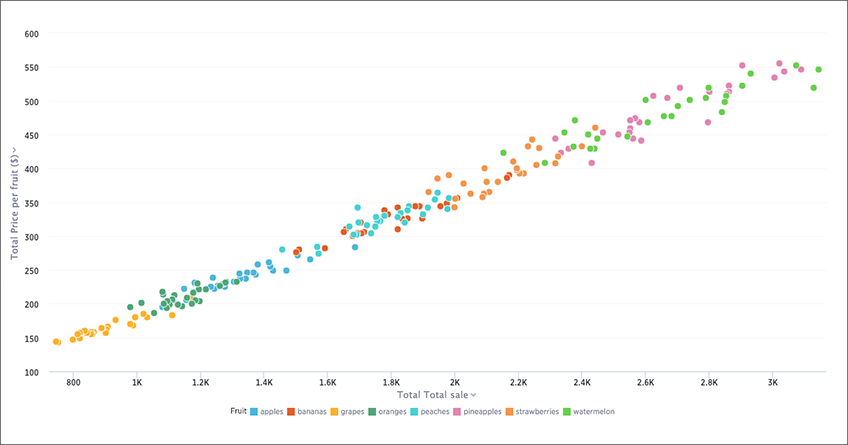 600
550
500
450
400
350
300
250
200
150
100
Total Price per fruit ($)
800 1K 1.2K 1.4K 1.6K 1.8K 2K 2.2K 2.4K 2.6K 2.8K 3K
Total Total sale
Fruit apples bananas grapes oranges peaches pineapples strawberries watermelon